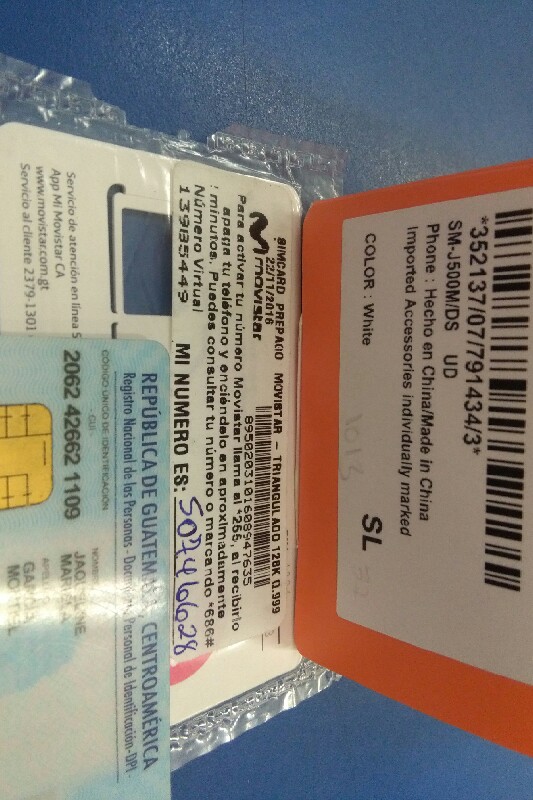 *352137/07/791434/3*
SM-J500M/DS UD
Phone : Hecho en China/Made in China
Imported Accessories individually marked
COLOR : White
SL
1013
SIMCARD PREPAGO MOVISTAR - TRIANGULADO 128K Q.999
22/11/2016
movistar
8950203101608947635
Para activar tu número Movistar llama al *255, al recibirlo
apaga tu teléfono y enciéndelo, en aproximadamente
minutos. Puedes consultar tu número marcando *686#
Número Virtual
139B5449
MI NUMERO ES: 50746628
Servicio de atención en línea
App Mi Movistar CA
www.movistar.com.gt
Servicio al cliente 2379-1301
REPÚBLICA DE GUATEMALA, CENTROAMÉRICA
Registro Nacional de las Personas - Documento Personal de Identificación-DPI-
CÓDIGO ÚNICO DE IDENTIFICACIÓN
-CUI-
2062 42662 1109